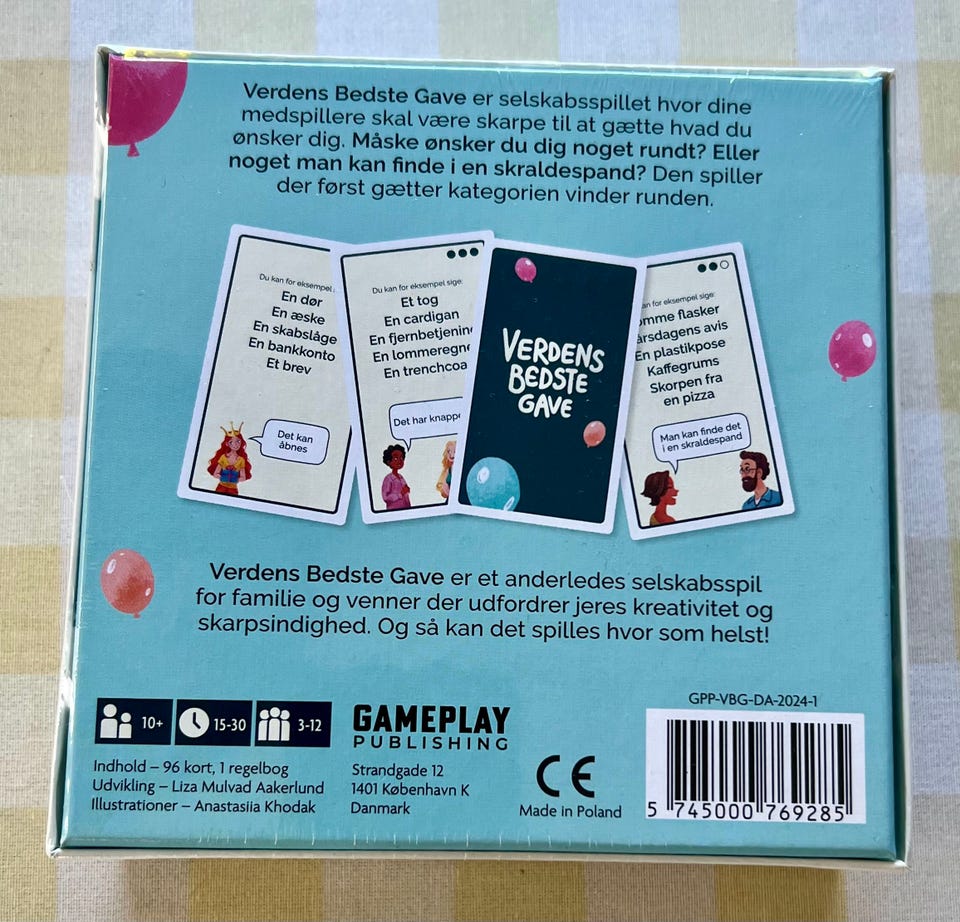 Verdens Bedste Gave er selskabsspillet hvor dine
medspillere skal være skarpe til at gætte hvad du
ønsker dig. Måske ønsker du dig noget rundt? Eller
noget man kan finde i en skraldespand? Den spiller
der først gætter kategorien vinder runden.
Du kan for eksempel
En dør
En æske
En skabslåge
En bankkonto
Et brev
Det kan
åbnes
Du kan for eksempel sige:
Et tog
En cardigan
En
En
En
Det har
VERDENS
BEDSTE
GAVE
for eksempel sige:
flasker
avis
En plastikpose
Kaffegrums
Skorpen fra
en pizza
Man kan finde det
i en skraldespand
Verdens Bedste Gave er et anderledes selskabsspil
for familie og venner der udfordrer jeres kreativitet og
skarpsindighed. Og så kan det spilles hvor som helst!
10+
15-30
3-12
GAMEPLAY
PUBLISHING
Indhold – 96 kort, 1 regelbog
Udvikling – Liza Mulvad Aakerlund
Illustrationer – Anastasiia Khodak
Strandgade 12
1401 København K
Danmark
CE
Made in Poland
GPP-VBG-DA-2024-1
5 745000 769285